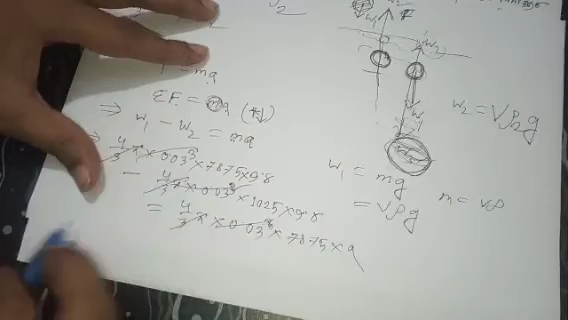 = ma
ΣF = ma (↓)
⇒ W₁ - W₂ = ma
⇒ 4/3 π × 0.03³ × 7875 × 9.8
- 4/3 π × 0.03³ × 1025 × 9.8
= 4/3 π × 0.03³ × 7875 × a
F
W₂
W₂ = Vρ₂g
W₁ = mg
= Vρg
m = Vρ